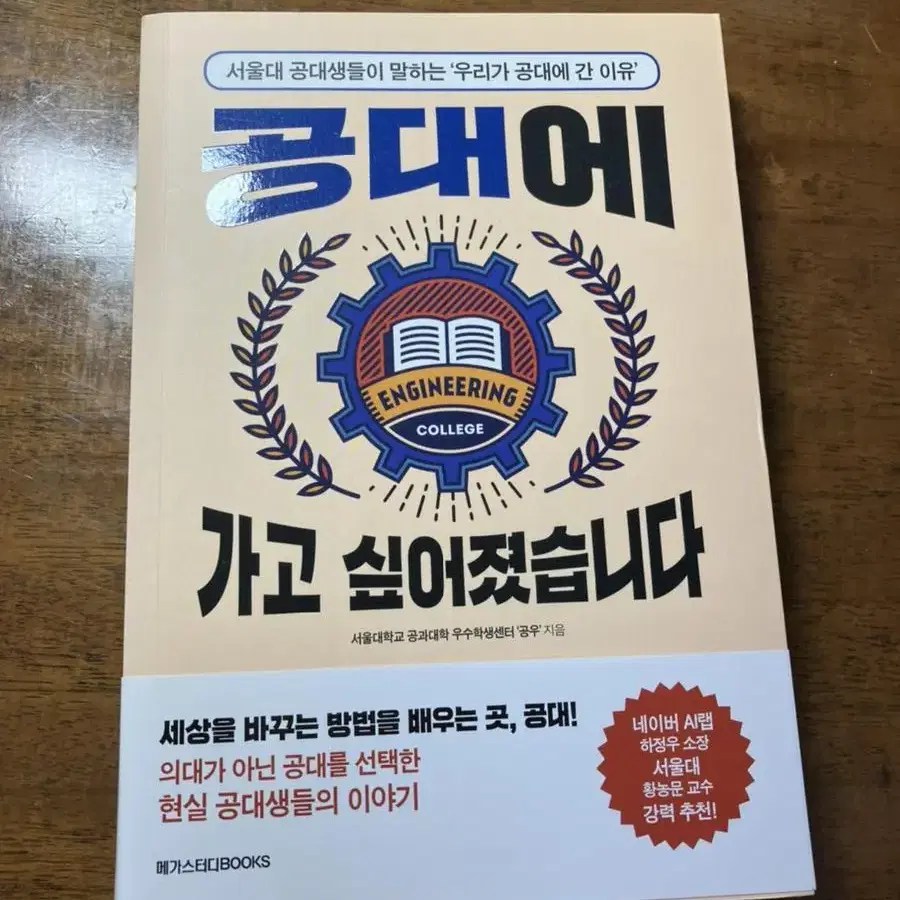 서울대 공대생들이 말하는 '우리가 공대에 간 이유'
공대에
ENGINEERING
COLLEGE
가고 싶어졌습니다
서울대학교 공과대학 우수학생센터 '공우' 지음
세상을 바꾸는 방법을 배우는 곳, 공대!
의대가 아닌 공대를 선택한
현실 공대생들의 이야기
네이버 AI랩
하정우 소장
서울대
황농문 교수
강력 추천!
메가스터디BOOKS